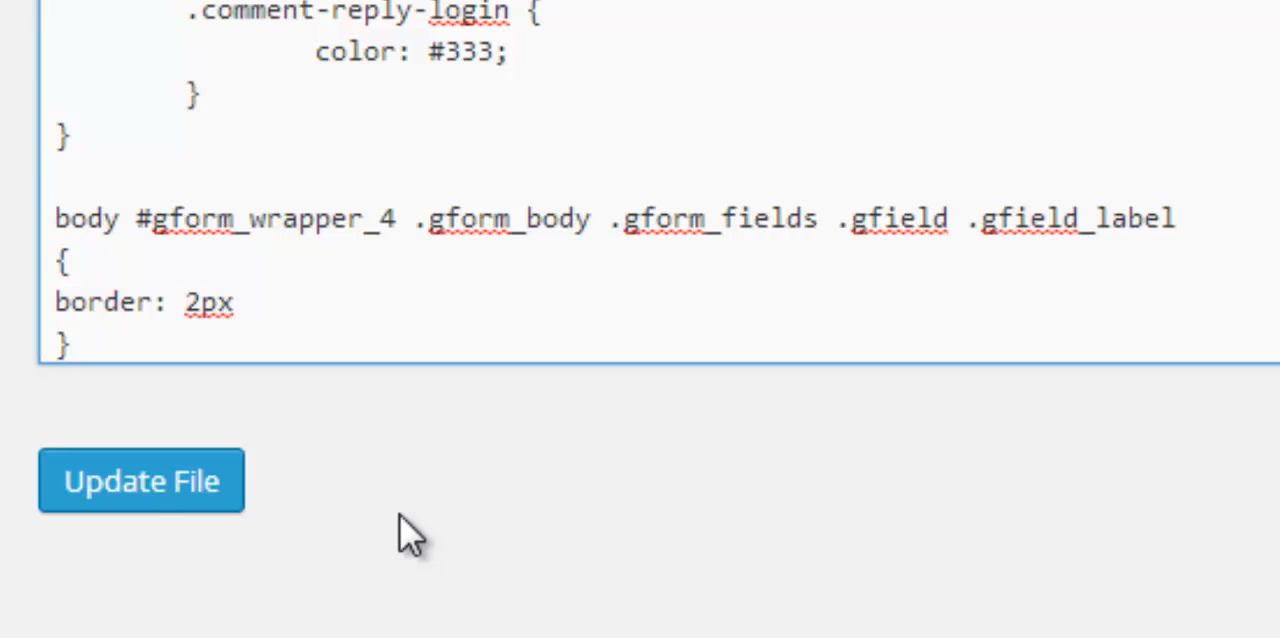 .comment-reply-login {
color: #333;
}
}
body #gform_wrapper_4 .gform_body .gform_fields .gfield .gfield_label
{
border: 2px
}
Update File